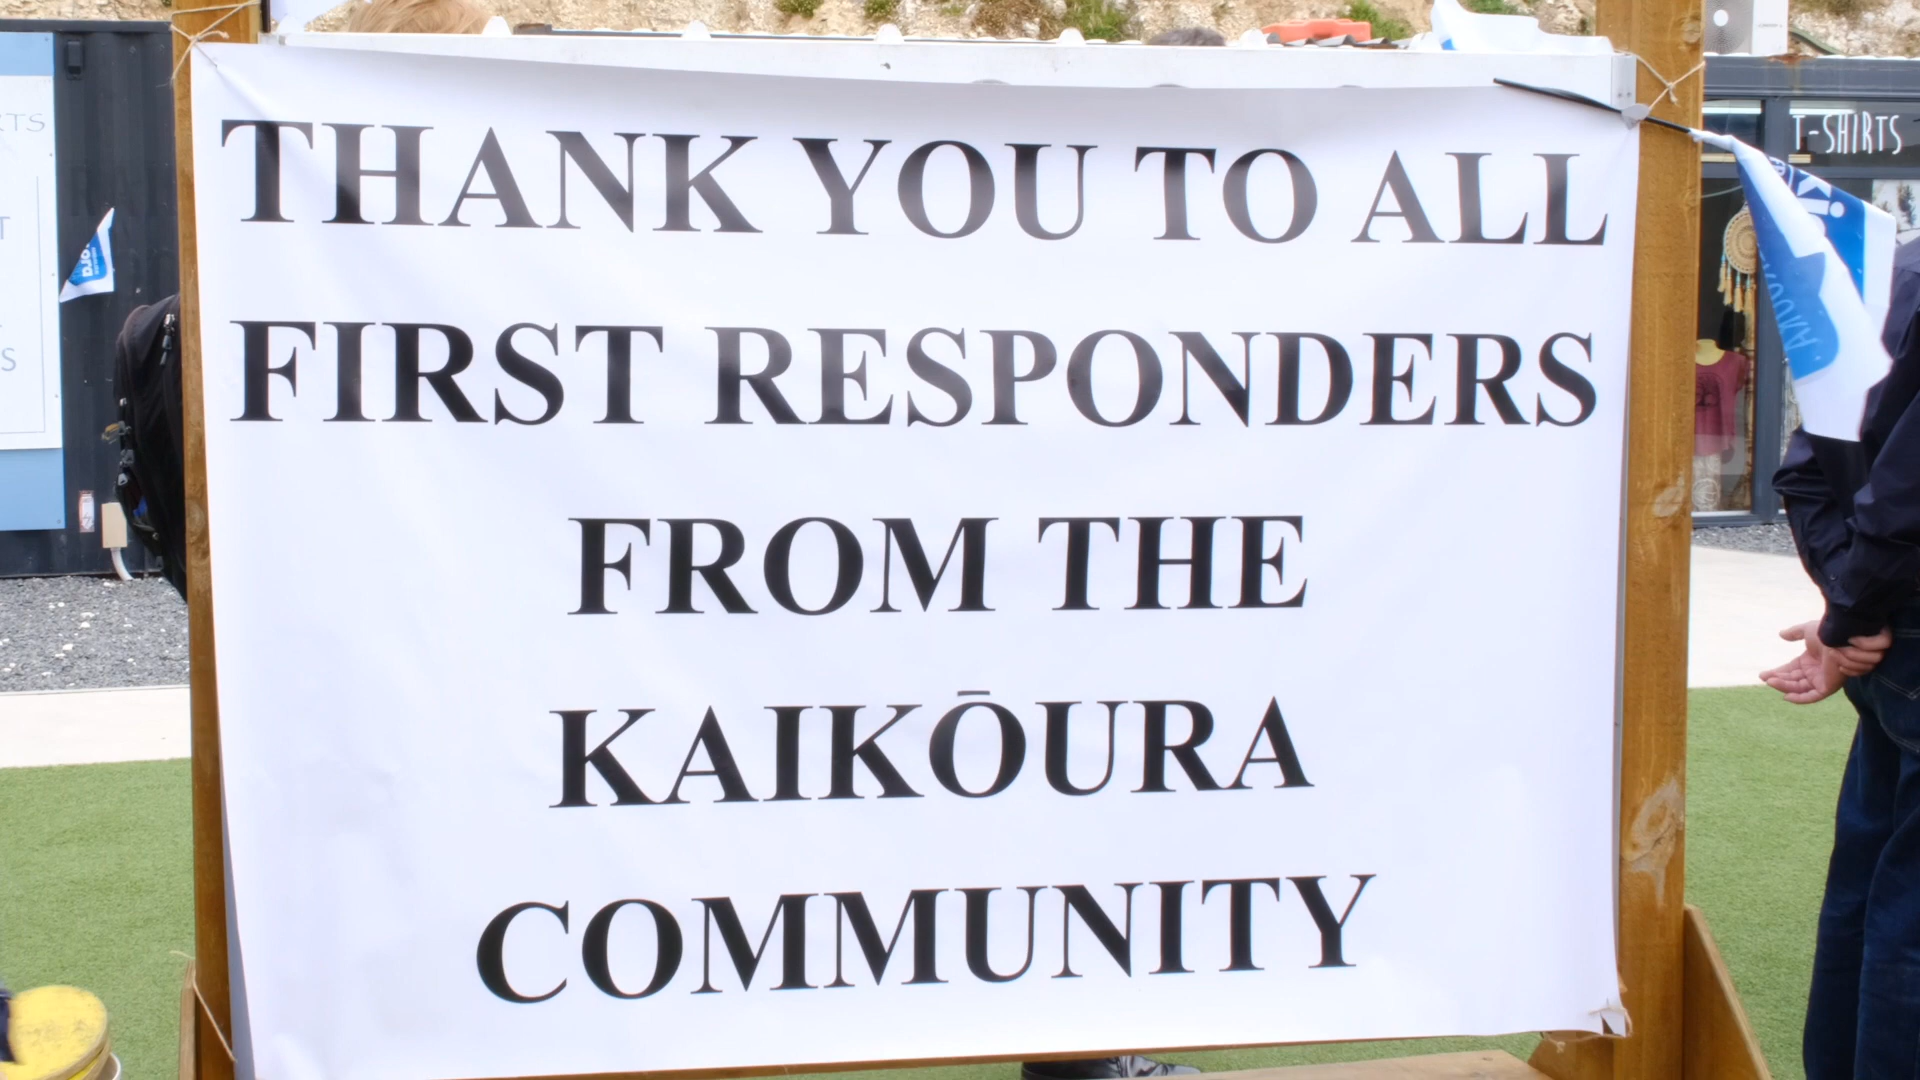 THANK YOU TO ALL
FIRST RESPONDERS
FROM THE
KAIKŌURA
COMMUNITY
T-SHIRTS